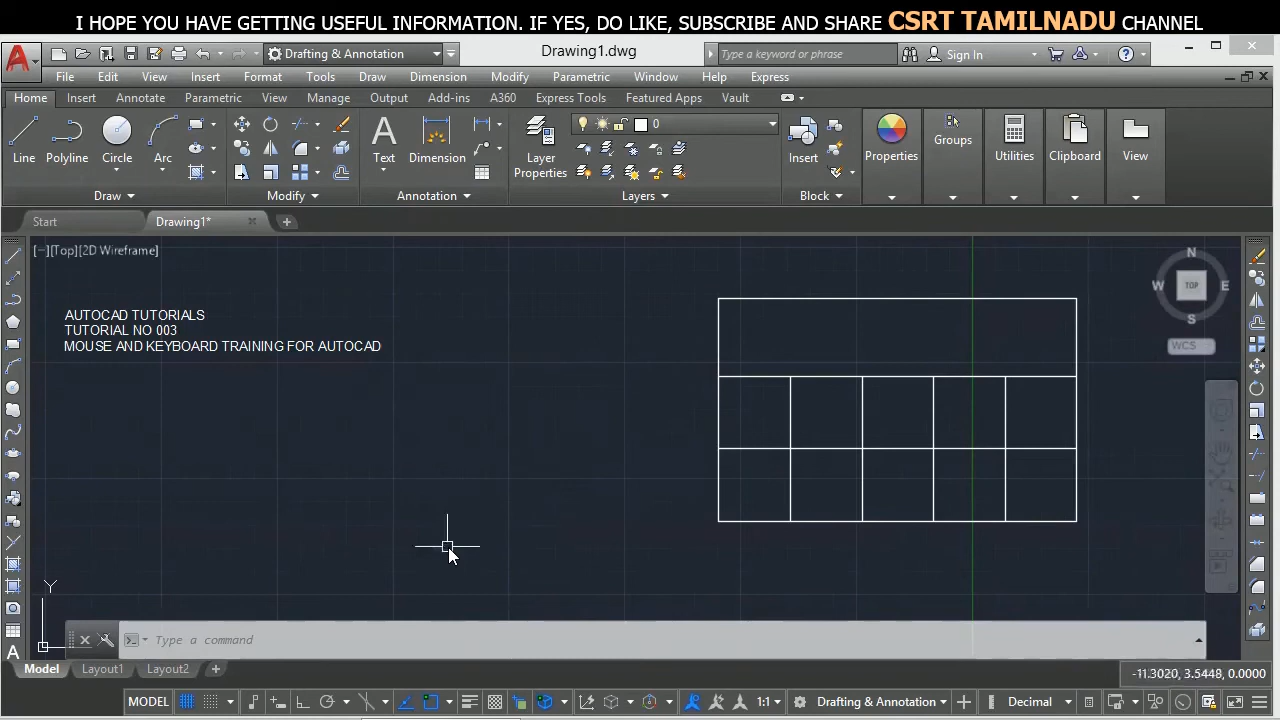 I HOPE YOU HAVE GETTING USEFUL INFORMATION. IF YES, DO LIKE, SUBSCRIBE AND SHARE CSRT TAMILNADU CHANNEL
Drafting & Annotation Drawing1.dwg Type a keyword or phrase Sign In
File Edit View Insert Format Tools Draw Dimension Modify Parametric Window Help Express
Home Insert Annotate Parametric View Manage Output Add-ins A360 Express Tools Featured Apps Vault
0
Line Polyline Circle Arc Text Dimension Layer Properties Insert Properties Groups Utilities Clipboard View
Draw Modify Annotation Layers Block
Start Drawing1*
[−][Top][2D Wireframe]
N
W TOP E
S
WCS
AUTOCAD TUTORIALS
TUTORIAL NO 003
MOUSE AND KEYBOARD TRAINING FOR AUTOCAD
Y
Type a command
A
Model Layout1 Layout2
-11.3020, 3.5448, 0.0000
MODEL 1:1 Drafting & Annotation Decimal